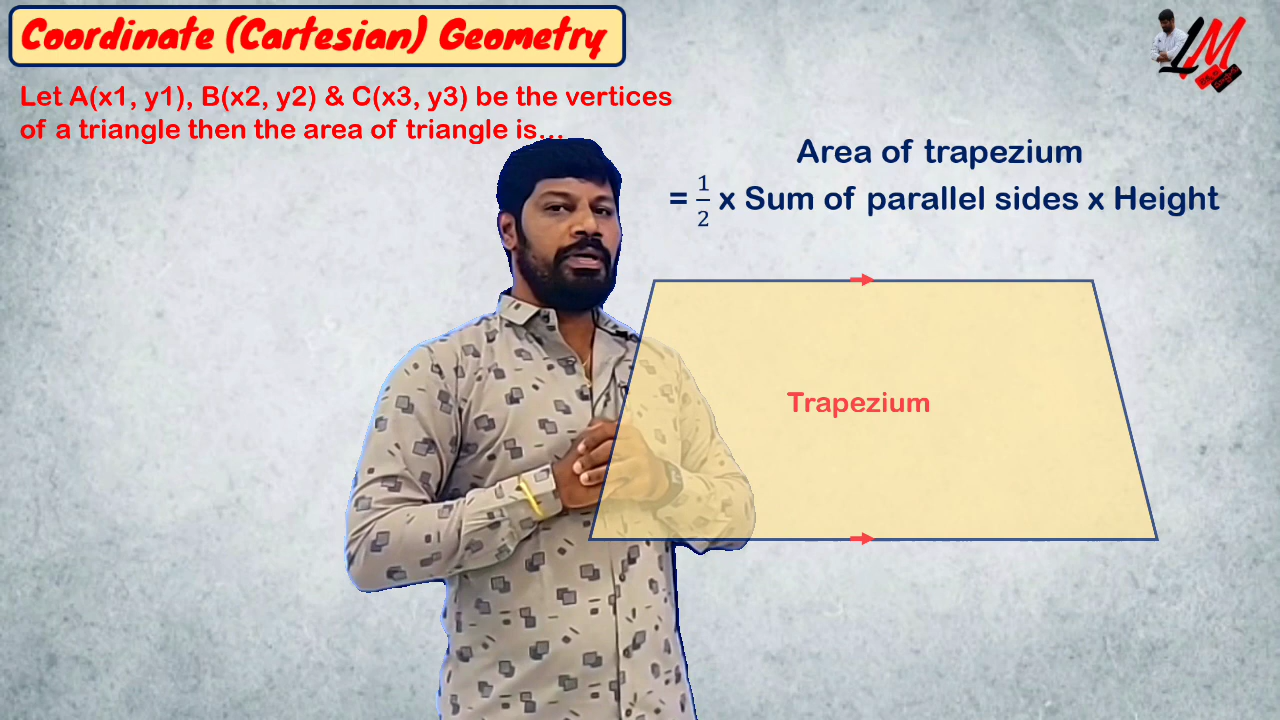 Coordinate (Cartesian) Geometry
Let A(x1, y1), B(x2, y2) & C(x3, y3) be the vertices
of a triangle then the area of triangle is...
Area of trapezium
= 1/2 x Sum of parallel sides x Height
Trapezium
LM